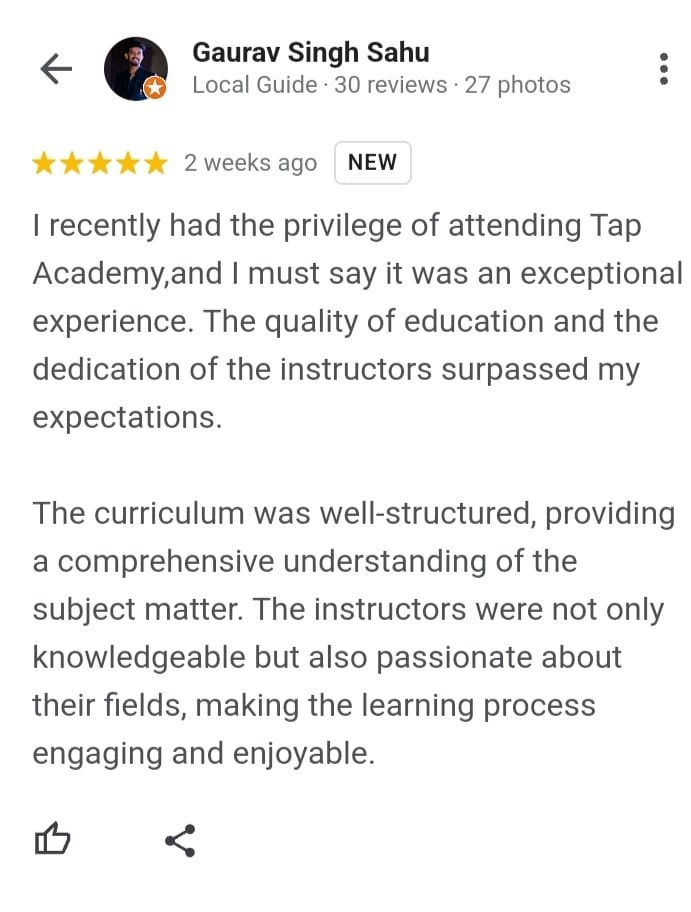 Gaurav Singh Sahu
Local Guide · 30 reviews · 27 photos
2 weeks ago NEW
I recently had the privilege of attending Tap
Academy,and I must say it was an exceptional
experience. The quality of education and the
dedication of the instructors surpassed my
expectations.
The curriculum was well-structured, providing
a comprehensive understanding of the
subject matter. The instructors were not only
knowledgeable but also passionate about
their fields, making the learning process
engaging and enjoyable.